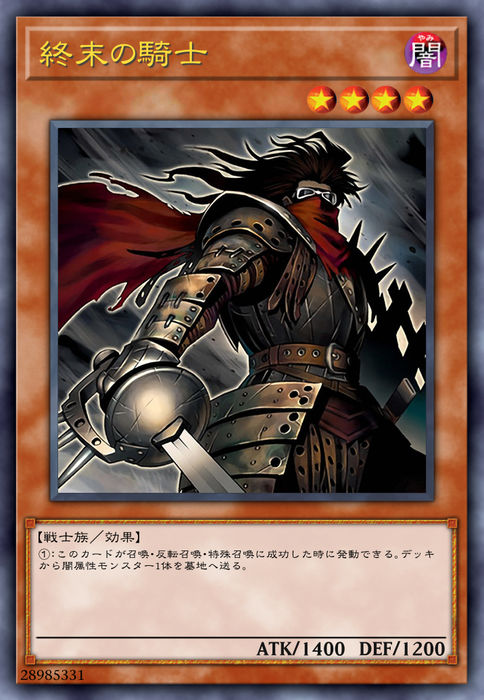 終末の騎士
やみ
闇
【戦士族／効果】
①:このカードが召喚・反転召喚・特殊召喚に成功した時に発動できる。デッキ
から闇属性モンスター1体を墓地へ送る。
ATK/1400 DEF/1200
28985331